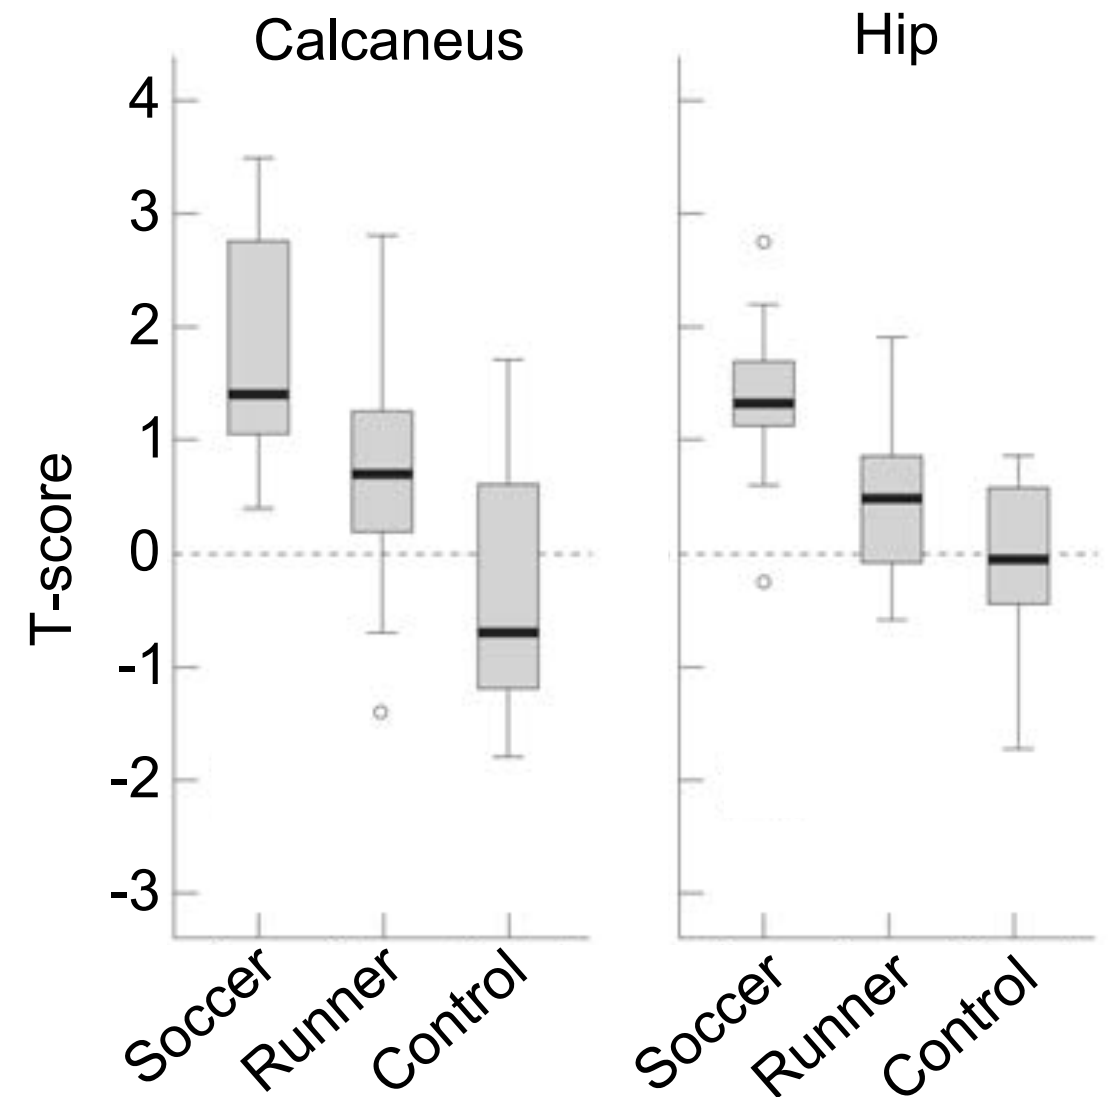 Calcaneus
Hip
T-score
4
3
2
1
0
-1
-2
-3
Soccer
Runner
Control
Soccer
Runner
Control